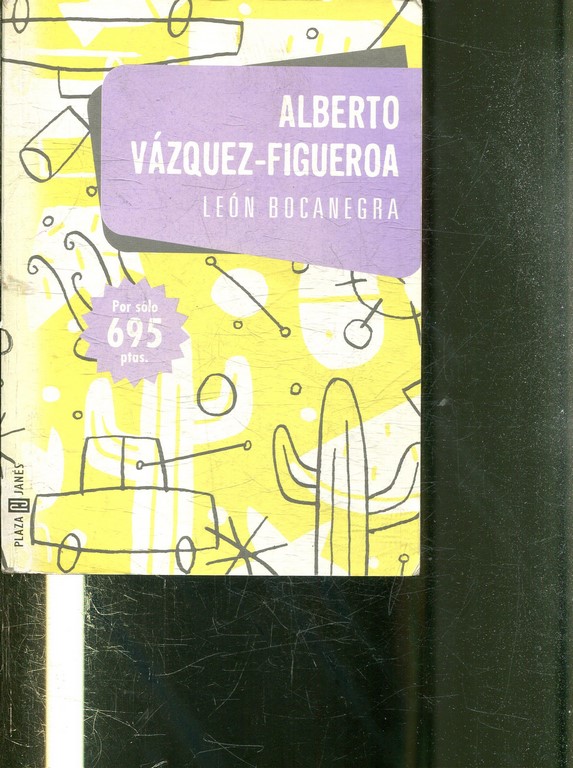 ALBERTO
VÁZQUEZ-FIGUEROA
LEÓN BOCANEGRA
Por sólo
695
ptas.
PLAZA JANÉS